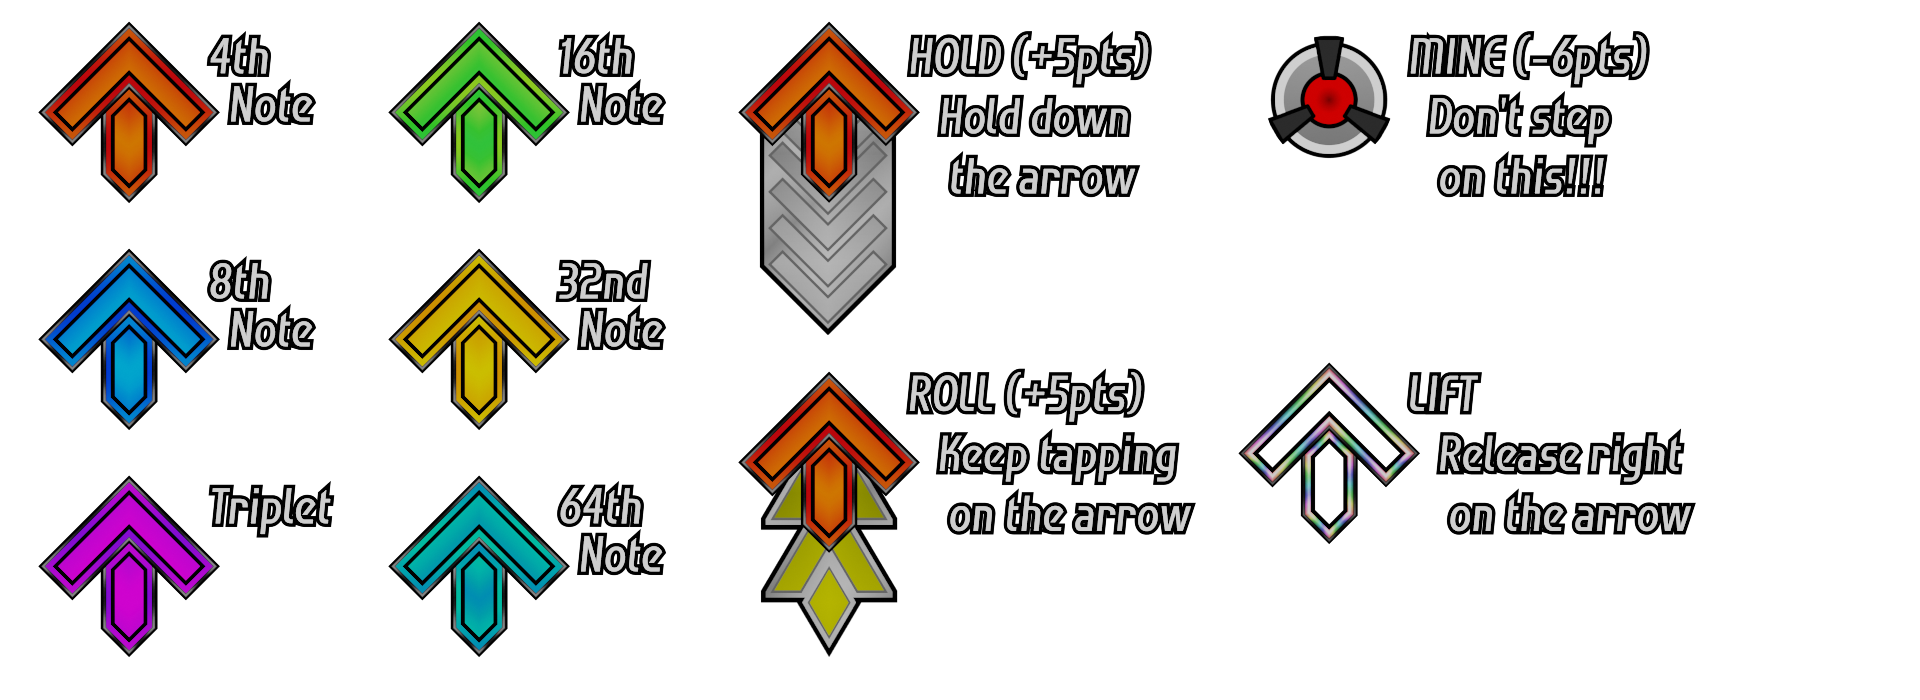 4th
Note
16th
Note
HOLD (+5pts)
Hold down
the arrow
MINE (-6pts)
Don't step
on this!!!
8th
Note
32nd
Note
ROLL (+5pts)
Keep tapping
on the arrow
LIFT
Release right
on the arrow
Triplet
64th
Note